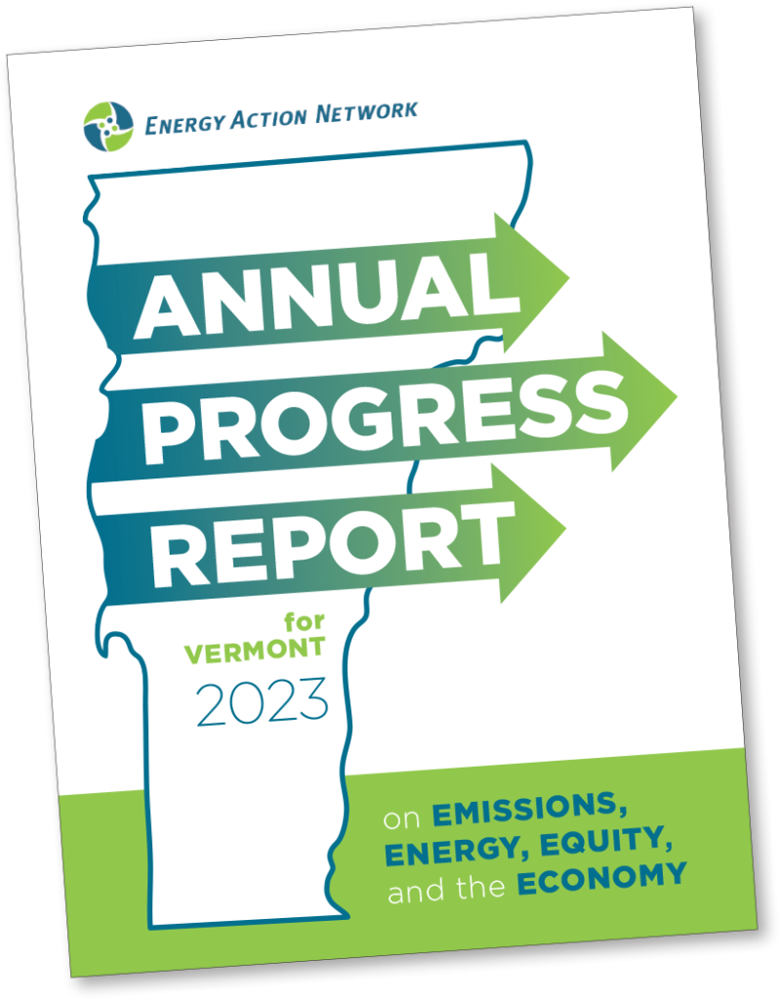 ENERGY ACTION NETWORK
ANNUAL
PROGRESS
REPORT
for
VERMONT
2023
on EMISSIONS,
ENERGY, EQUITY,
and the ECONOMY